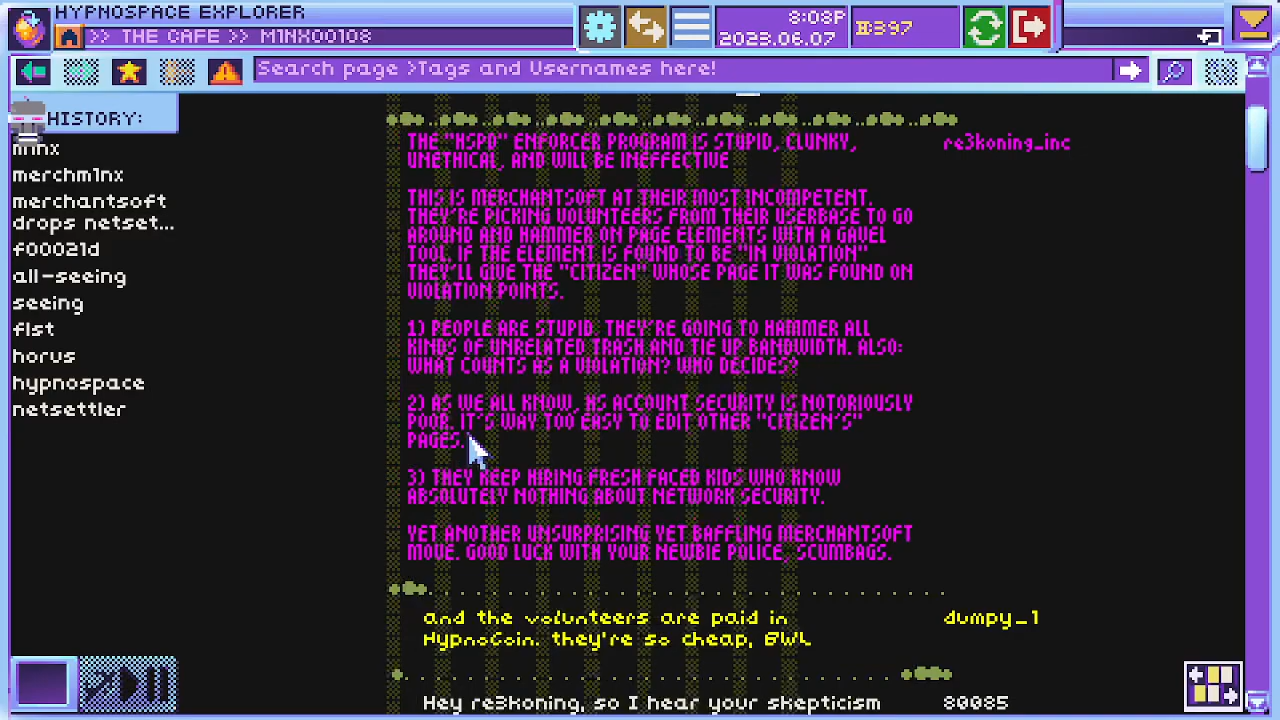 HYPNOSPACE EXPLORER
>> THE CAFE >> M1NX00108
8:08P
2023.06.07
397
Search page >Tags and Usernames here!
HISTORY:
m1nx
merchm1nx
merchantsoft
drops netset...
f00021d
all-seeing
seeing
flst
horus
hypnospace
netsettler
THE "HSPD" ENFORCER PROGRAM IS STUPID, CLUNKY,
UNETHICAL, AND WILL BE INEFFECTIVE
re3koning_inc
THIS IS MERCHANTSOFT AT THEIR MOST INCOMPETENT.
THEY'RE PICKING VOLUNTEERS FROM THEIR USERBASE TO GO
AROUND AND HAMMER ON PAGE ELEMENTS WITH A GAVEL
TOOL. IF THE ELEMENT IS FOUND TO BE "IN VIOLATION"
THEY'LL GIVE THE "CITIZEN" WHOSE PAGE IT WAS FOUND ON
VIOLATION POINTS.
1) PEOPLE ARE STUPID. THEY'RE GOING TO HAMMER ALL
KINDS OF UNRELATED TRASH AND TIE UP BANDWIDTH. ALSO:
WHAT COUNTS AS A VIOLATION? WHO DECIDES?
2) AS WE ALL KNOW, HS ACCOUNT SECURITY IS NOTORIOUSLY
POOR. IT'S WAY TOO EASY TO EDIT OTHER "CITIZEN'S"
PAGES.
3) THEY KEEP HIRING FRESH FACED KIDS WHO KNOW
ABSOLUTELY NOTHING ABOUT NETWORK SECURITY.
YET ANOTHER UNSURPRISING YET BAFFLING MERCHANTSOFT
MOVE. GOOD LUCK WITH YOUR NEWBIE POLICE, SCUMBAGS.
and the volunteers are paid in
HypnoCoin. they're so cheap, BWL
dumpy_1
Hey re3koning, so I hear your skepticism
80085